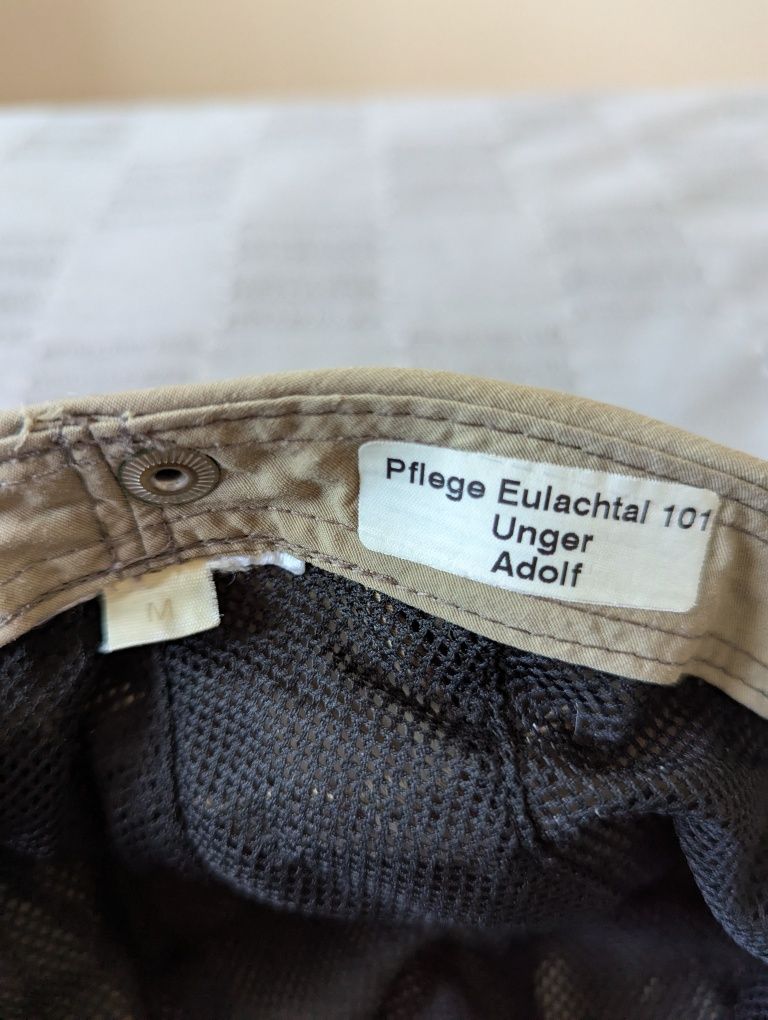 Pflege Eulachtal 101
Unger
Adolf
M